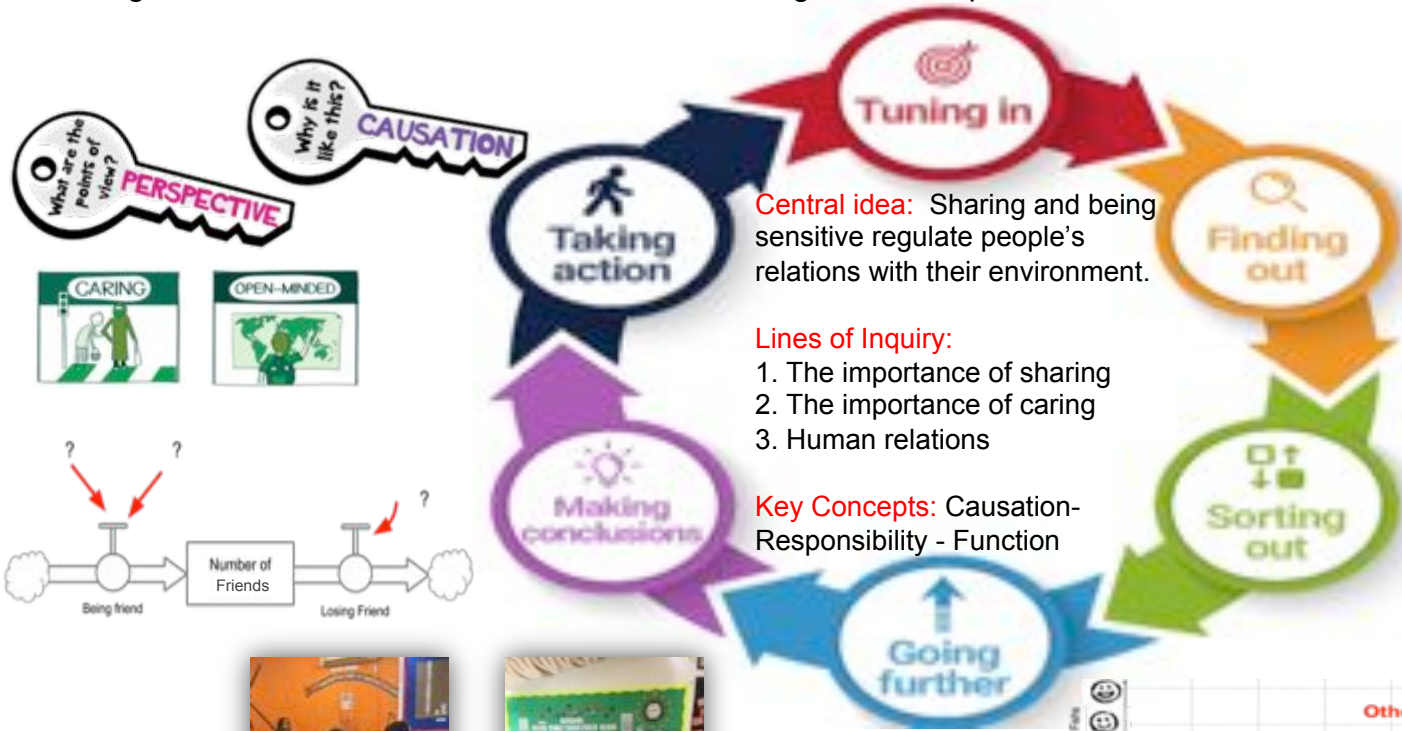 Why is it
like this?
CAUSATION
What are the
points of
view?
PERSPECTIVE
CARING
OPEN-MINDED
Tuning in
Finding
out
Sorting
out
Going
further
Making
conclusions
Taking
action
Central idea: Sharing and being
sensitive regulate people’s
relations with their environment.
Lines of Inquiry:
1. The importance of sharing
2. The importance of caring
3. Human relations
Key Concepts: Causation-
Responsibility - Function
?
?
?
Number of
Friends
Being friend
Losing Friend